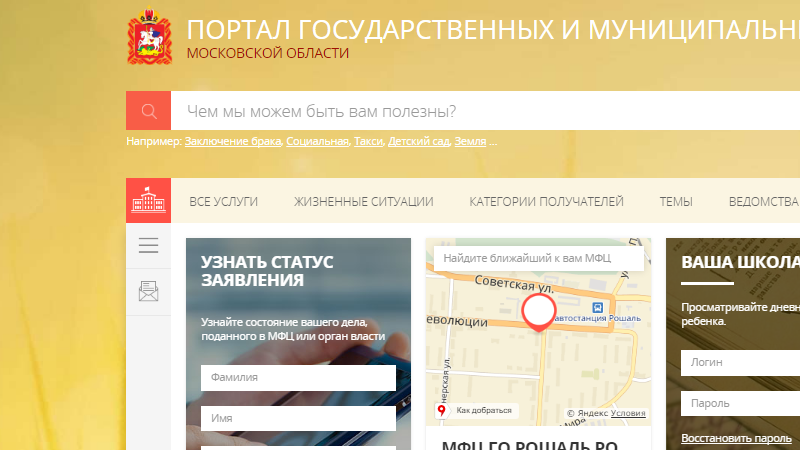 ПОРТАЛ ГОСУДАРСТВЕННЫХ И МУНИЦИПАЛЬН
МОСКОВСКОЙ ОБЛАСТИ
Чем мы можем быть вам полезны?
Например: Заключение брака, Социальная, Такси, Детский сад, Земля ...
ВСЕ УСЛУГИ ЖИЗНЕННЫЕ СИТУАЦИИ КАТЕГОРИИ ПОЛУЧАТЕЛЕЙ ТЕМЫ ВЕДОМСТВА
УЗНАТЬ СТАТУС
ЗАЯВЛЕНИЯ
Узнайте состояние вашего дела,
поданного в МФЦ или орган власти
Фамилия
Имя
Найдите ближайший к вам МФЦ
Советская ул.
автостанция Рошаль
еволюции
нерская ул.
Мира
Как добраться
© Яндекс Условия
МФЦ ГО РОШАЛЬ РО
ВАША ШКОЛА
Просматривайте дневн
ребенка.
Логин
Пароль
Восстановить пароль